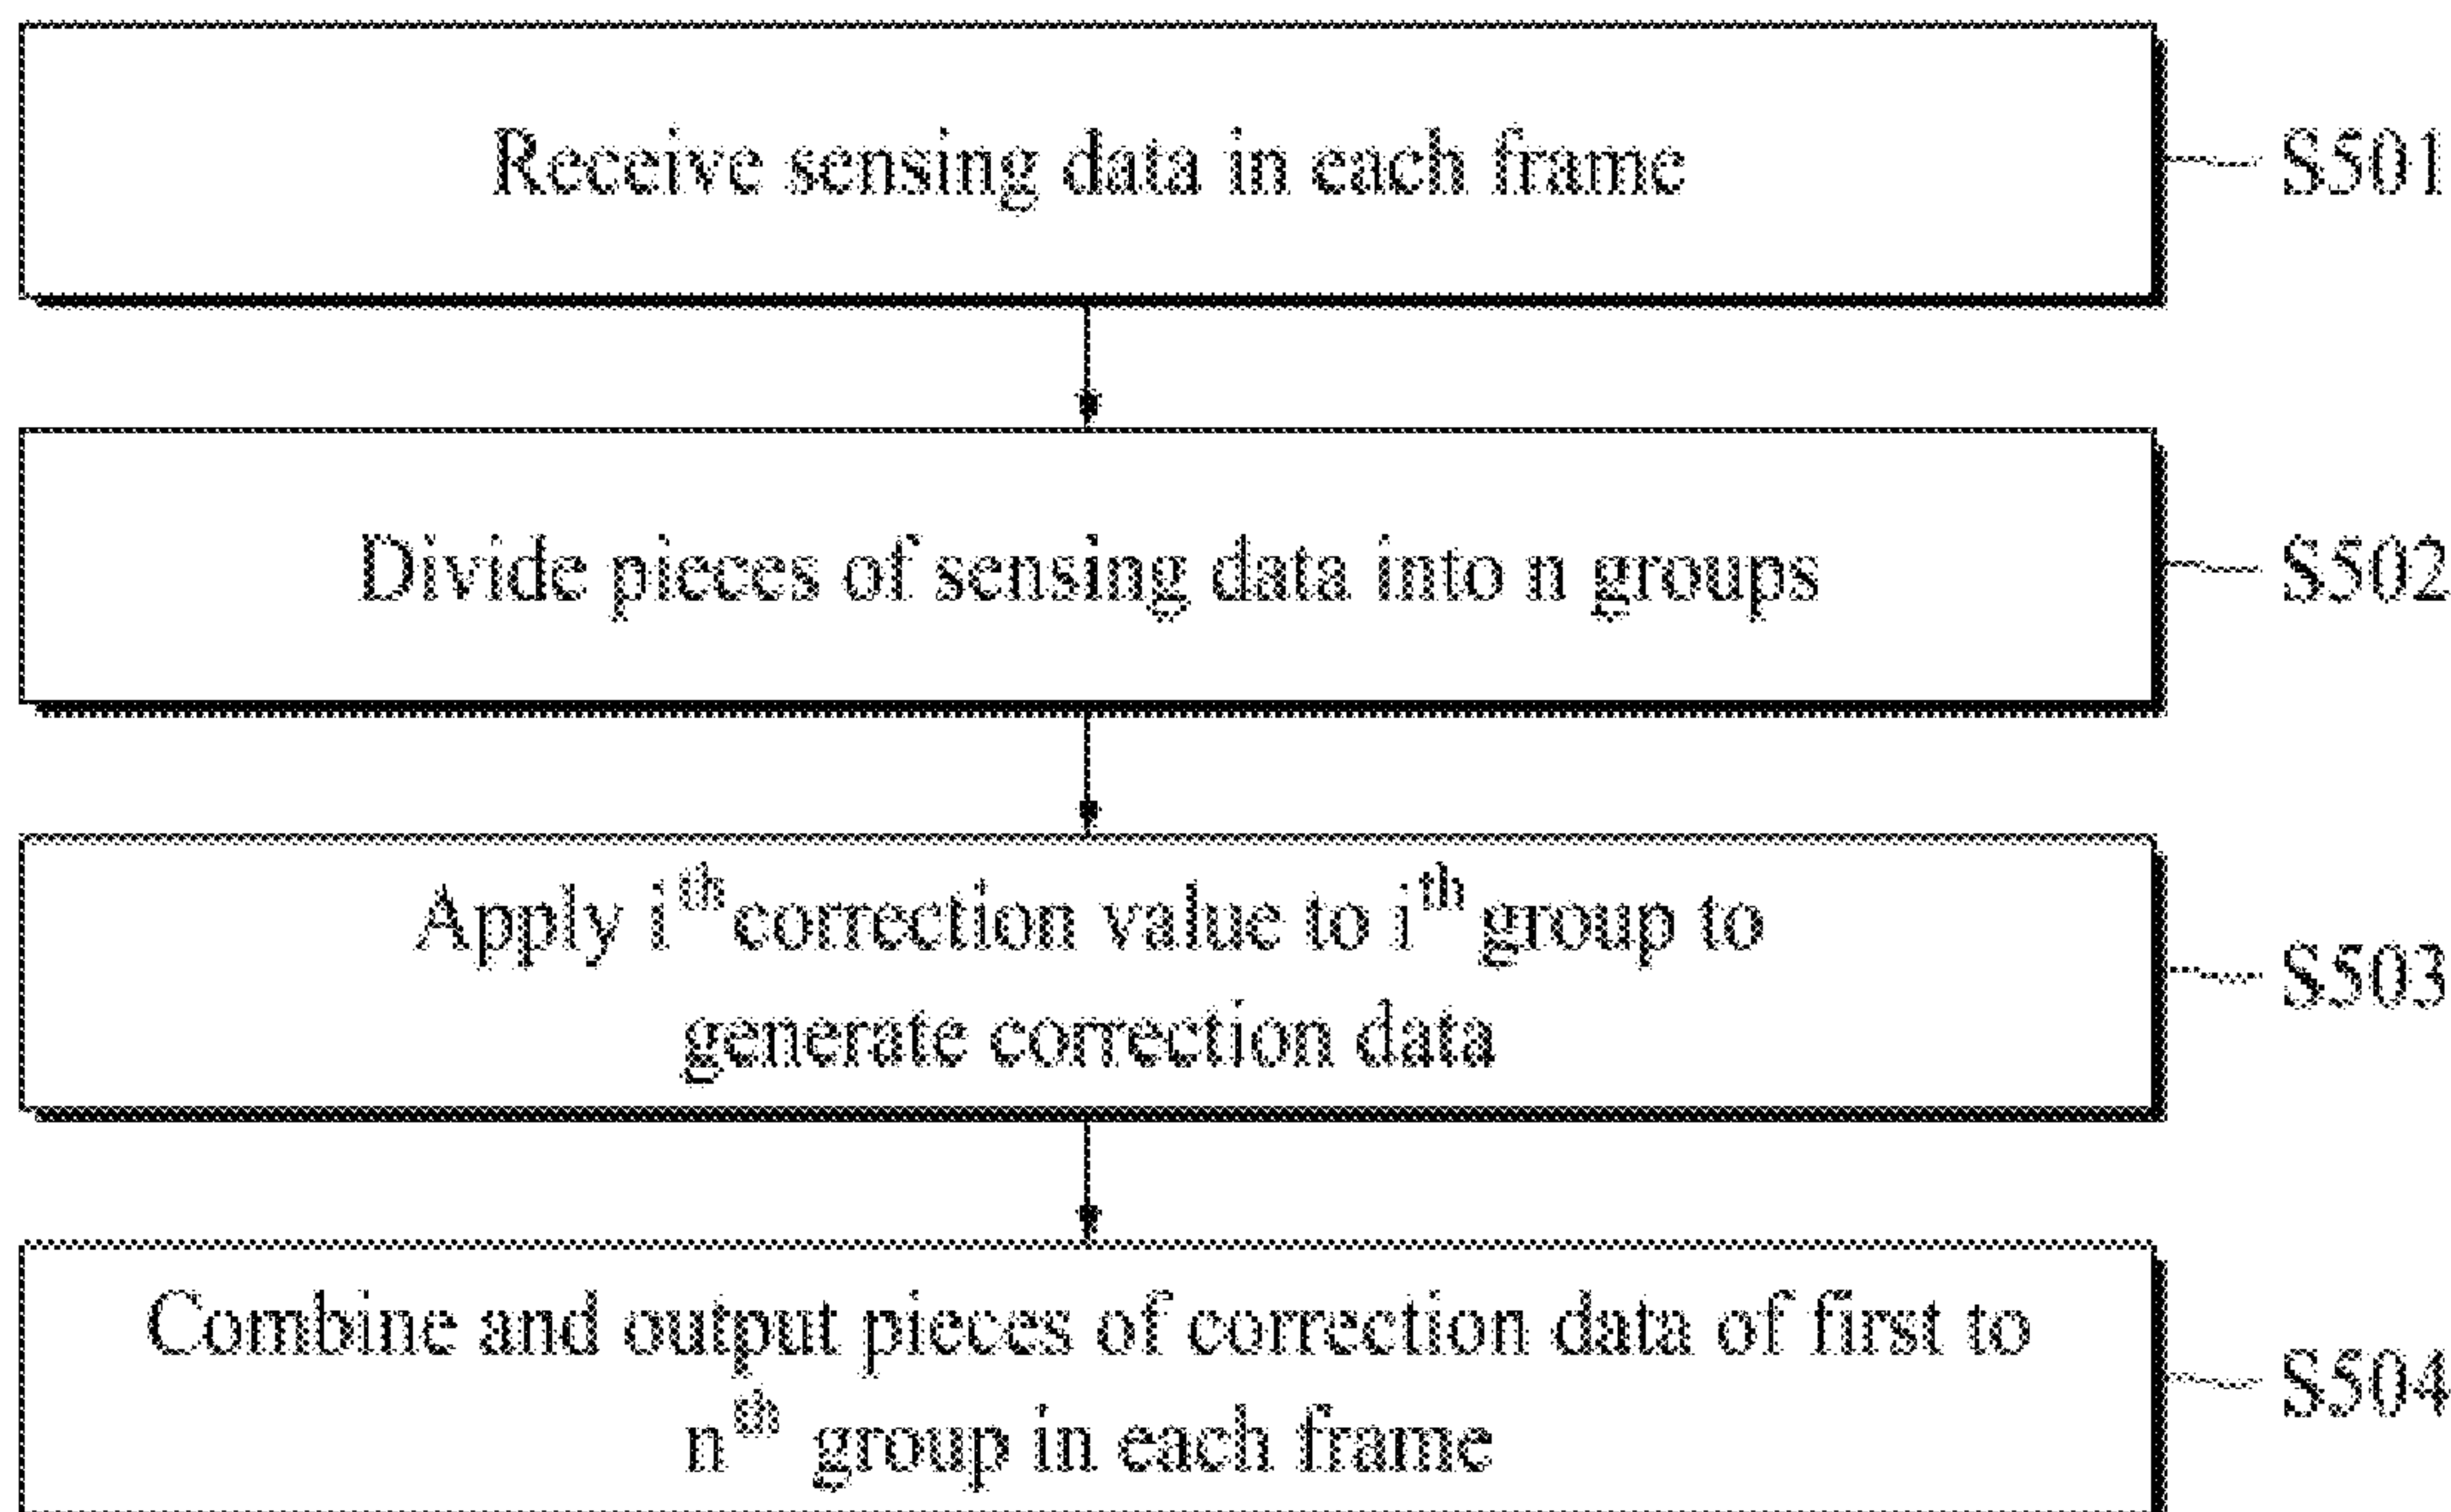 Receive sensing data in each frame
S501
Divide pieces of sensing data into n groups
S502
Apply i^th correction value to i^th group to
generate correction data
S503
Combine and output pieces of correction data of first to
n^th group in each frame
S504